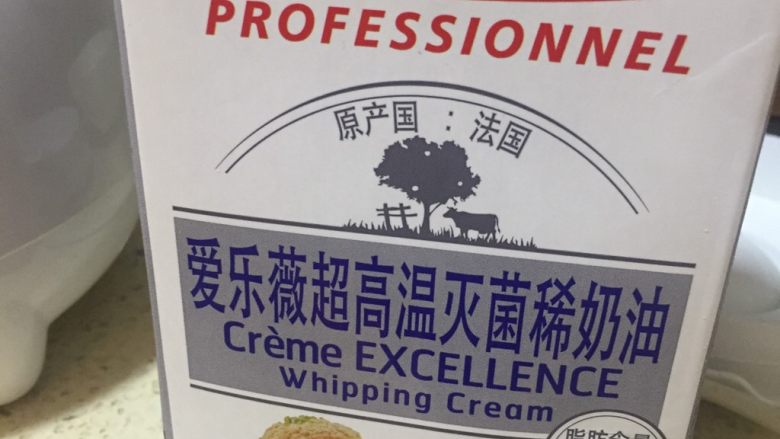 PROFESSIONNEL
原产国：法国
爱乐薇超高温灭菌稀奶油
Crème EXCELLENCE
Whipping Cream
脂肪含量